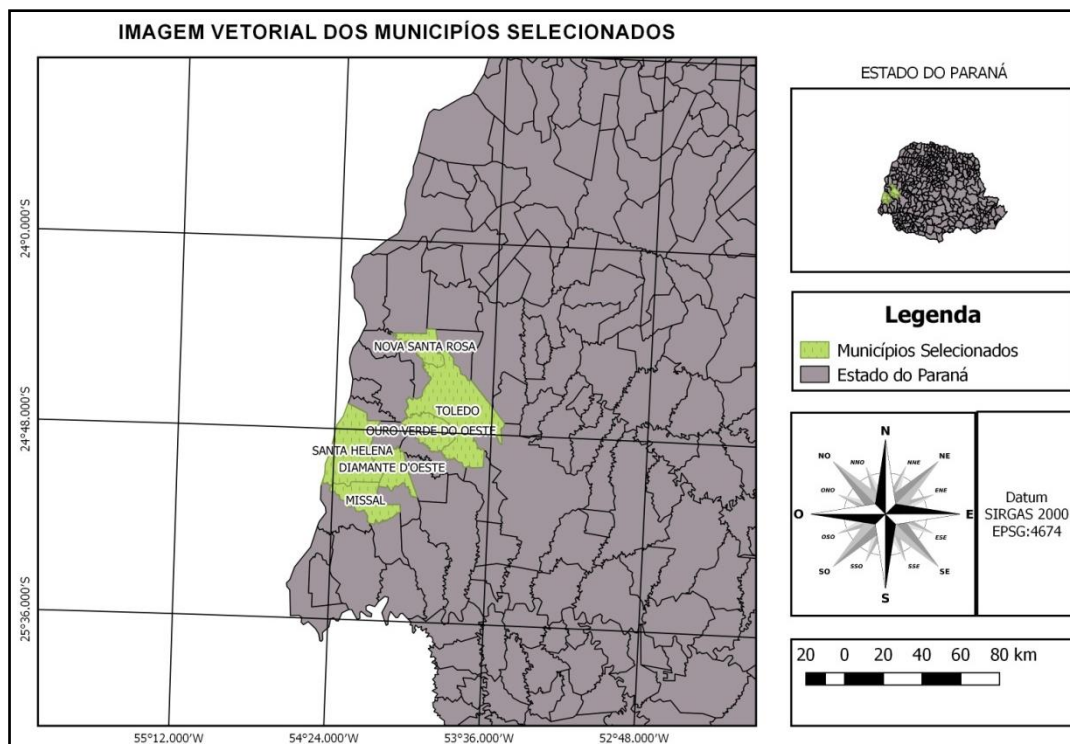 IMAGEM VETORIAL DOS MUNICIPÍOS SELECIONADOS
24°0.000'S
24°48.000'S
25°36.000'S
NOVA SANTA ROSA
TOLEDO
OURO VERDE DO OESTE
SANTA HELENA
DIAMANTE D'OESTE
MISSAL
55°12.000'W 54°24.000'W 53°36.000'W 52°48.000'W
ESTADO DO PARANÁ
Legenda
Municípios Selecionados
Estado do Paraná
N
NO NNO NNE NE
ONO ENE
O E
OSO ESE
SO SSO SSE SE
S
Datum
SIRGAS 2000
EPSG:4674
20 0 20 40 60 80 km